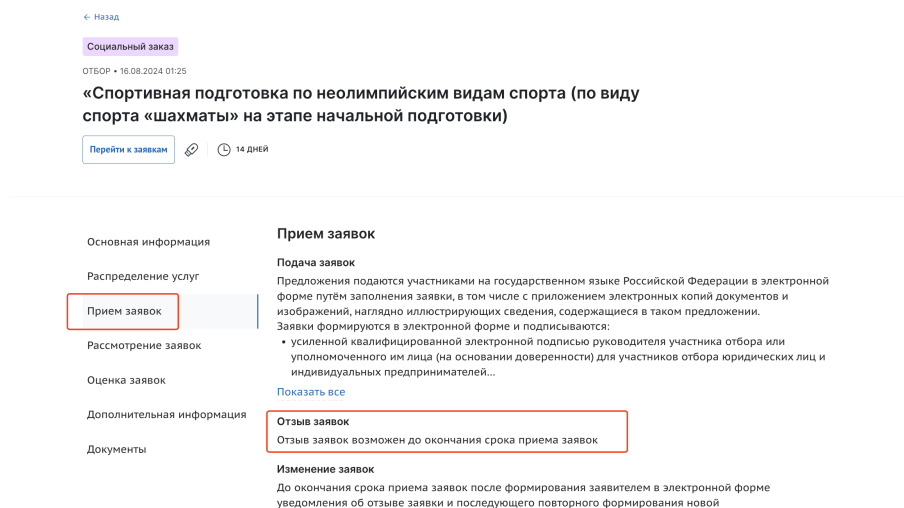 ← Назад
Социальный заказ
ОТБОР • 16.08.2024 01:25
«Спортивная подготовка по неолимпийским видам спорта (по виду
спорта «шахматы» на этапе начальной подготовки)
Перейти к заявкам
14 ДНЕЙ
Основная информация
Распределение услуг
Прием заявок
Рассмотрение заявок
Оценка заявок
Дополнительная информация
Документы
Прием заявок
Подача заявок
Предложения подаются участниками на государственном языке Российской Федерации в электронной
форме путём заполнения заявки, в том числе с приложением электронных копий документов и
изображений, наглядно иллюстрирующих сведения, содержащиеся в таком предложении.
Заявки формируются в электронной форме и подписываются:
• усиленной квалифицированной электронной подписью руководителя участника отбора или
уполномоченного им лица (на основании доверенности) для участников отбора юридических лиц и
индивидуальных предпринимателей...
Показать все
Отзыв заявок
Отзыв заявок возможен до окончания срока приема заявок
Изменение заявок
До окончания срока приема заявок после формирования заявителем в электронной форме
уведомления об отзыве заявки и последующего повторного формирования новой